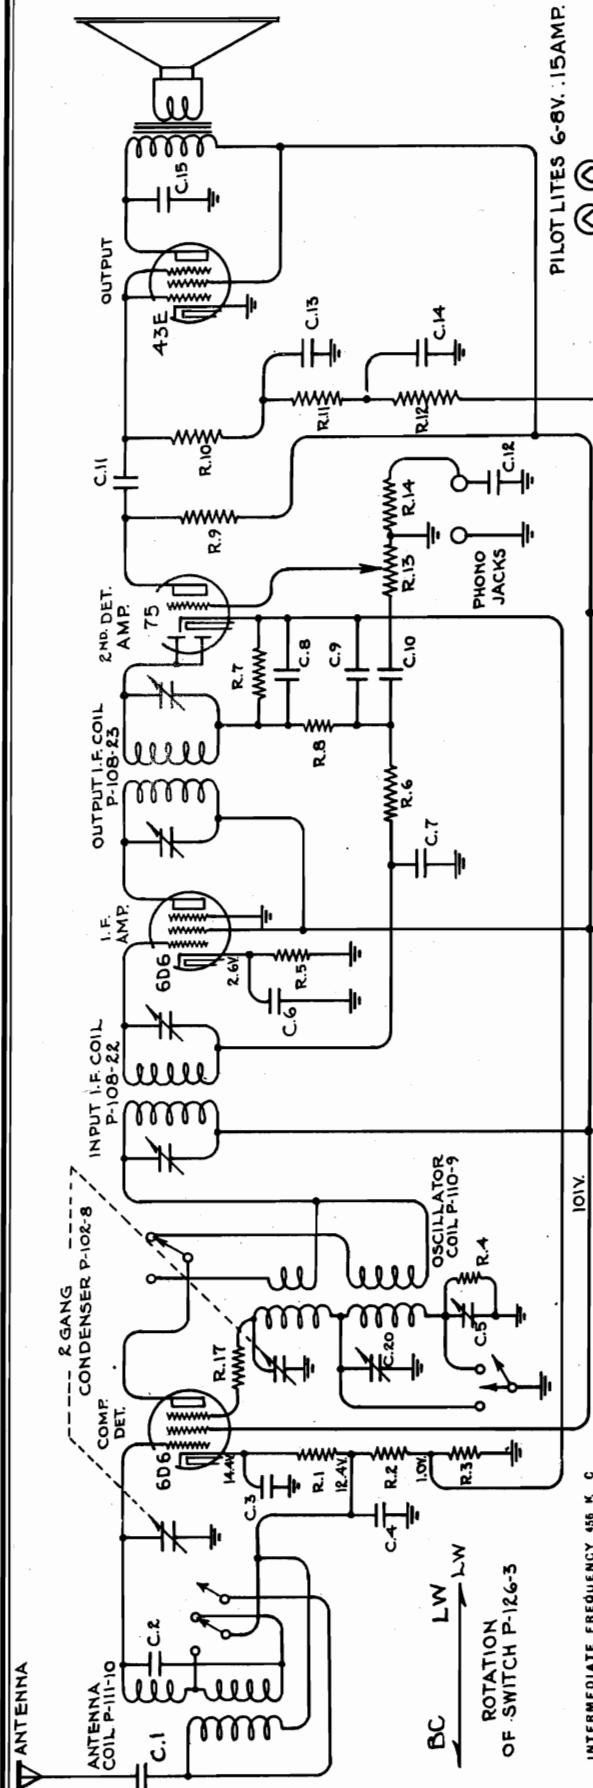 ANTENNA
ANTENNA
COIL P-111-10
C.1
C.2
2 GANG
CONDENSER P-102-8
COMP.
DET.
6D6
14.4V.
C.3
R.1
12.4V.
C.4
R.2
1.0V.
R.3
R.17
C.20
C.5
R.4
OSCILLATOR
COIL P-110-9
INPUT I.F. COIL
P-108-22
I.F.
AMP.
6D6
2.6V.
C.6
R.5
OUTPUT I.F. COIL
P-108-23
C.7
R.6
2ND. DET.
AMP.
75
R.7
C.8
R.8
C.9
C.10
R.13
R.14
C.12
PHONO
JACKS
R.9
C.11
R.10
R.11
C.13
R.12
C.14
OUTPUT
43E
C.15
PILOT LITES 6-8V. .15AMP.
101V.
BC
LW
LW
ROTATION
OF SWITCH P-126-3
INTERMEDIATE FREQUENCY 456 K. C